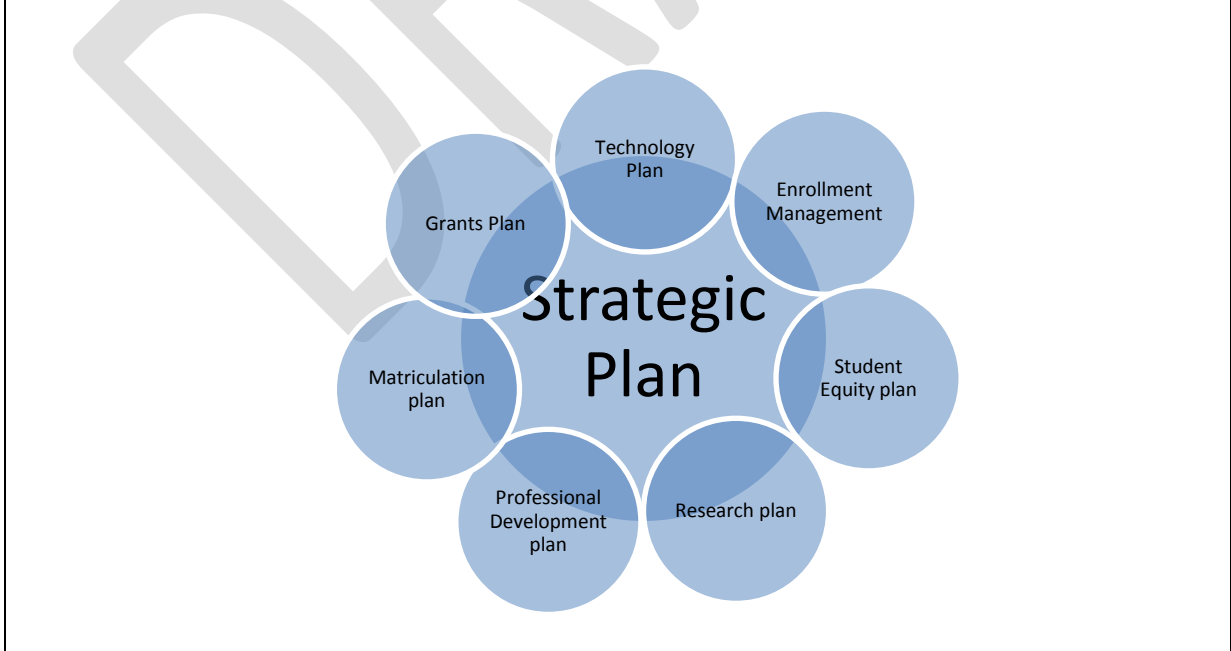 Technology
Plan
Enrollment
Management
Grants Plan
Strategic
Plan
Student
Equity plan
Matriculation
plan
Professional
Development
plan
Research plan